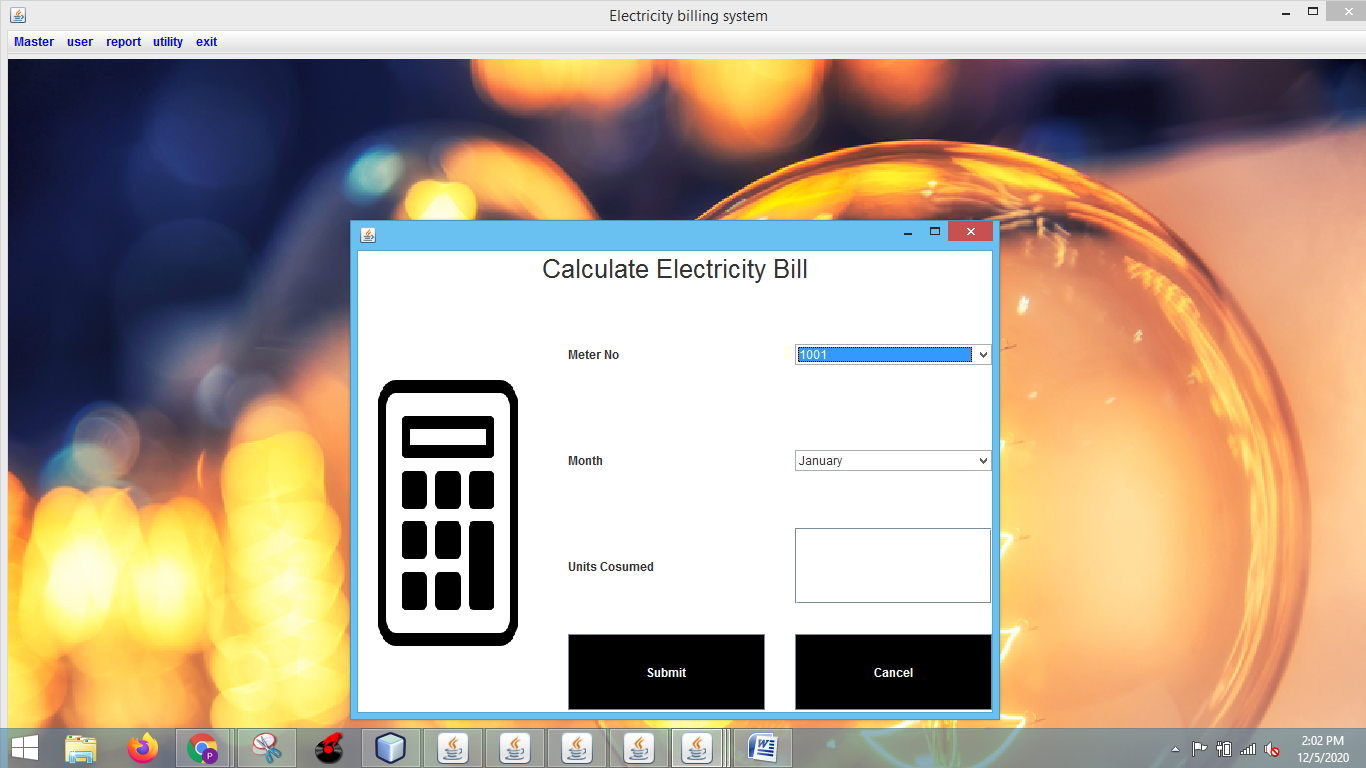 Electricity billing system
Master user report utility exit
Calculate Electricity Bill
Meter No 1001
Month January
Units Cosumed
Submit Cancel
P
W
2:02 PM
12/5/2020